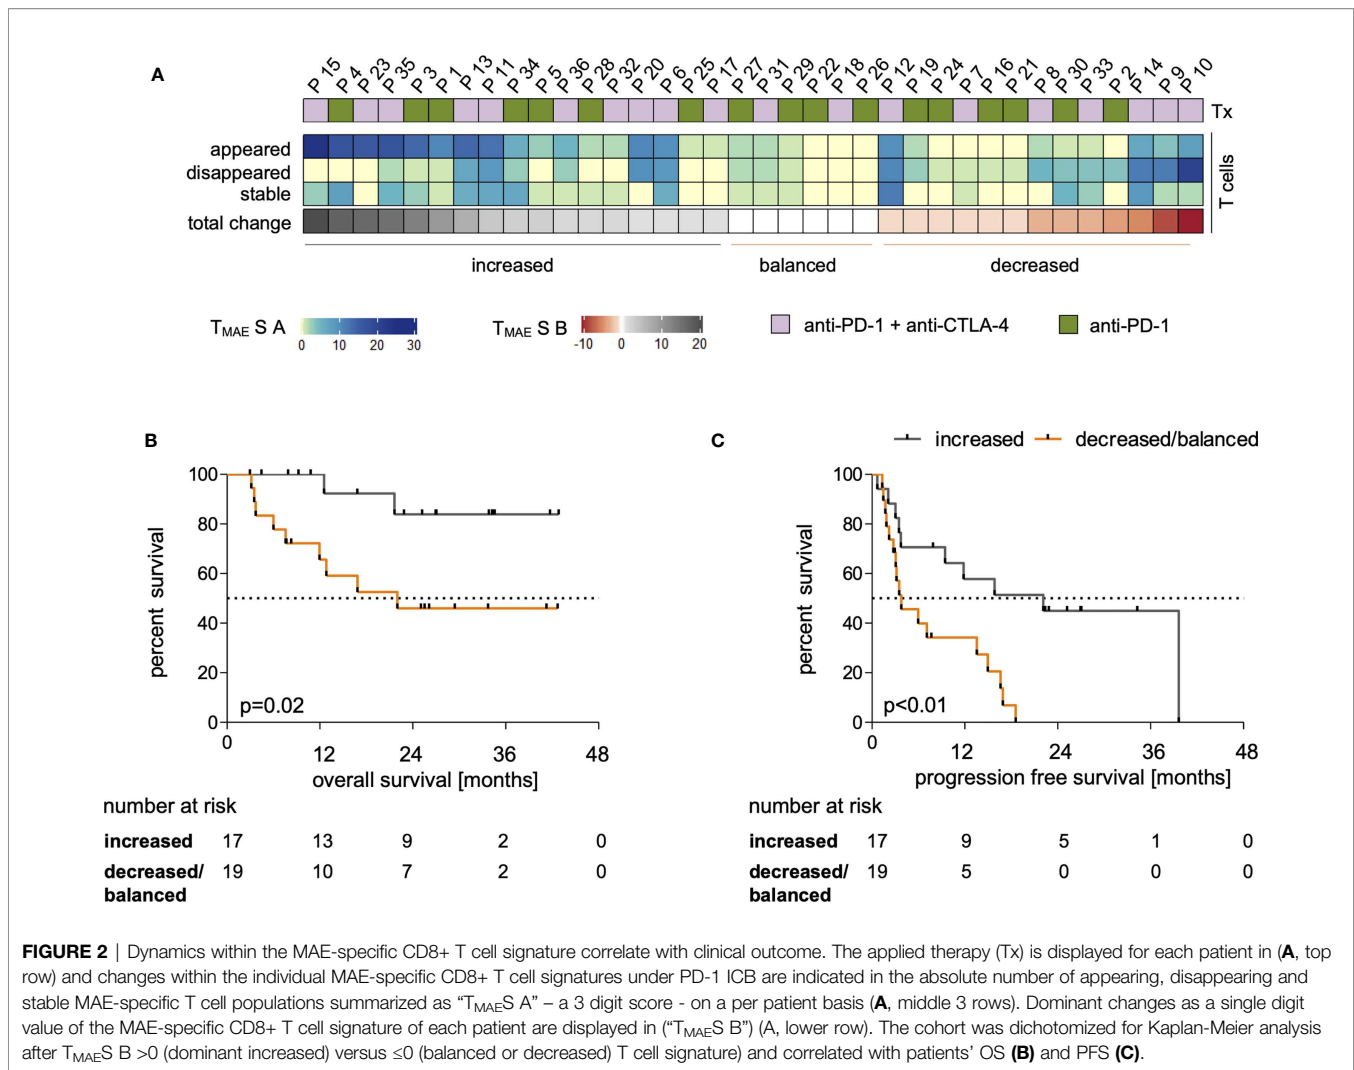 A
P 15 P 4 P 23 P 35 P 3 P 1 P 13 P 11 P 34 P 5 P 36 P 28 P 32 P 20 P 6 P 25 P 17 P 27 P 31 P 29 P 22 P 18 P 26 P 12 P 19 P 24 P 7 P 16 P 21 P 8 P 30 P 33 P 2 P 14 P 9 P 10
Tx
appeared
disappeared
stable
total change
T cells
increased balanced decreased
TMAE S A
0 10 20 30
TMAE S B
-10 0 10 20
anti-PD-1 + anti-CTLA-4
anti-PD-1
B
percent survival
100
80
60
40
20
0
p=0.02
0 12 24 36 48
overall survival [months]
number at risk
increased 17 13 9 2 0
decreased/ 19 10 7 2 0
balanced
C
increased decreased/balanced
percent survival
100
80
60
40
20
0
p<0.01
0 12 24 36 48
progression free survival [months]
number at risk
increased 17 9 5 1 0
decreased/ 19 5 0 0 0
balanced
FIGURE 2 | Dynamics within the MAE-specific CD8+ T cell signature correlate with clinical outcome. The applied therapy (Tx) is displayed for each patient in (A, top
row) and changes within the individual MAE-specific CD8+ T cell signatures under PD-1 ICB are indicated in the absolute number of appearing, disappearing and
stable MAE-specific T cell populations summarized as “TMAES A” – a 3 digit score - on a per patient basis (A, middle 3 rows). Dominant changes as a single digit
value of the MAE-specific CD8+ T cell signature of each patient are displayed in (“TMAES B”) (A, lower row). The cohort was dichotomized for Kaplan-Meier analysis
after TMAES B >0 (dominant increased) versus ≤0 (balanced or decreased) T cell signature) and correlated with patients’ OS (B) and PFS (C).